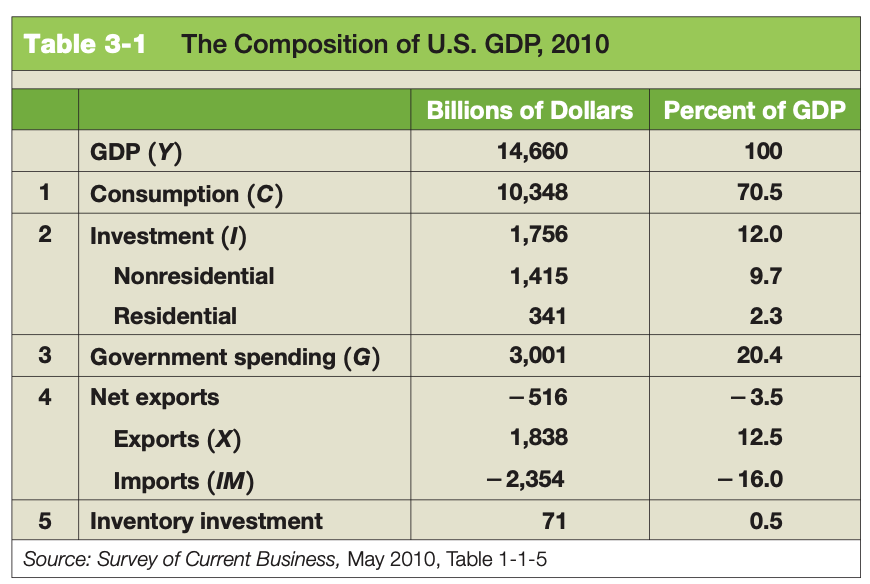 Table 3-1 The Composition of U.S. GDP, 2010
Billions of Dollars Percent of GDP
GDP (Y) 14,660 100
1 Consumption (C) 10,348 70.5
2 Investment (I) 1,756 12.0
Nonresidential 1,415 9.7
Residential 341 2.3
3 Government spending (G) 3,001 20.4
4 Net exports −516 −3.5
Exports (X) 1,838 12.5
Imports (IM) −2,354 −16.0
5 Inventory investment 71 0.5
Source: Survey of Current Business, May 2010, Table 1-1-5